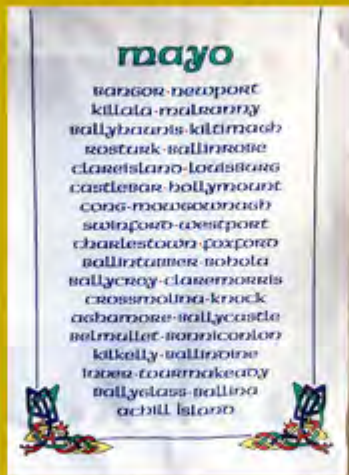 mayo
Bangor·newport
killala·mulranny
Ballyhaunis·kiltimagh
Rosturk·Ballinrobe
clareisland·louisburg
castlebar·hollymount
cong·mowgownagh
swinford·westport
charlestown·foxford
Ballintubber·Bohola
Ballycroy·claremorris
crossmolina·knock
aghamore·Ballycastle
Belmullet·Bonniconlon
kilkelly·Ballindine
Inver·tourmakeady
Ballyglass·Ballina
achill island